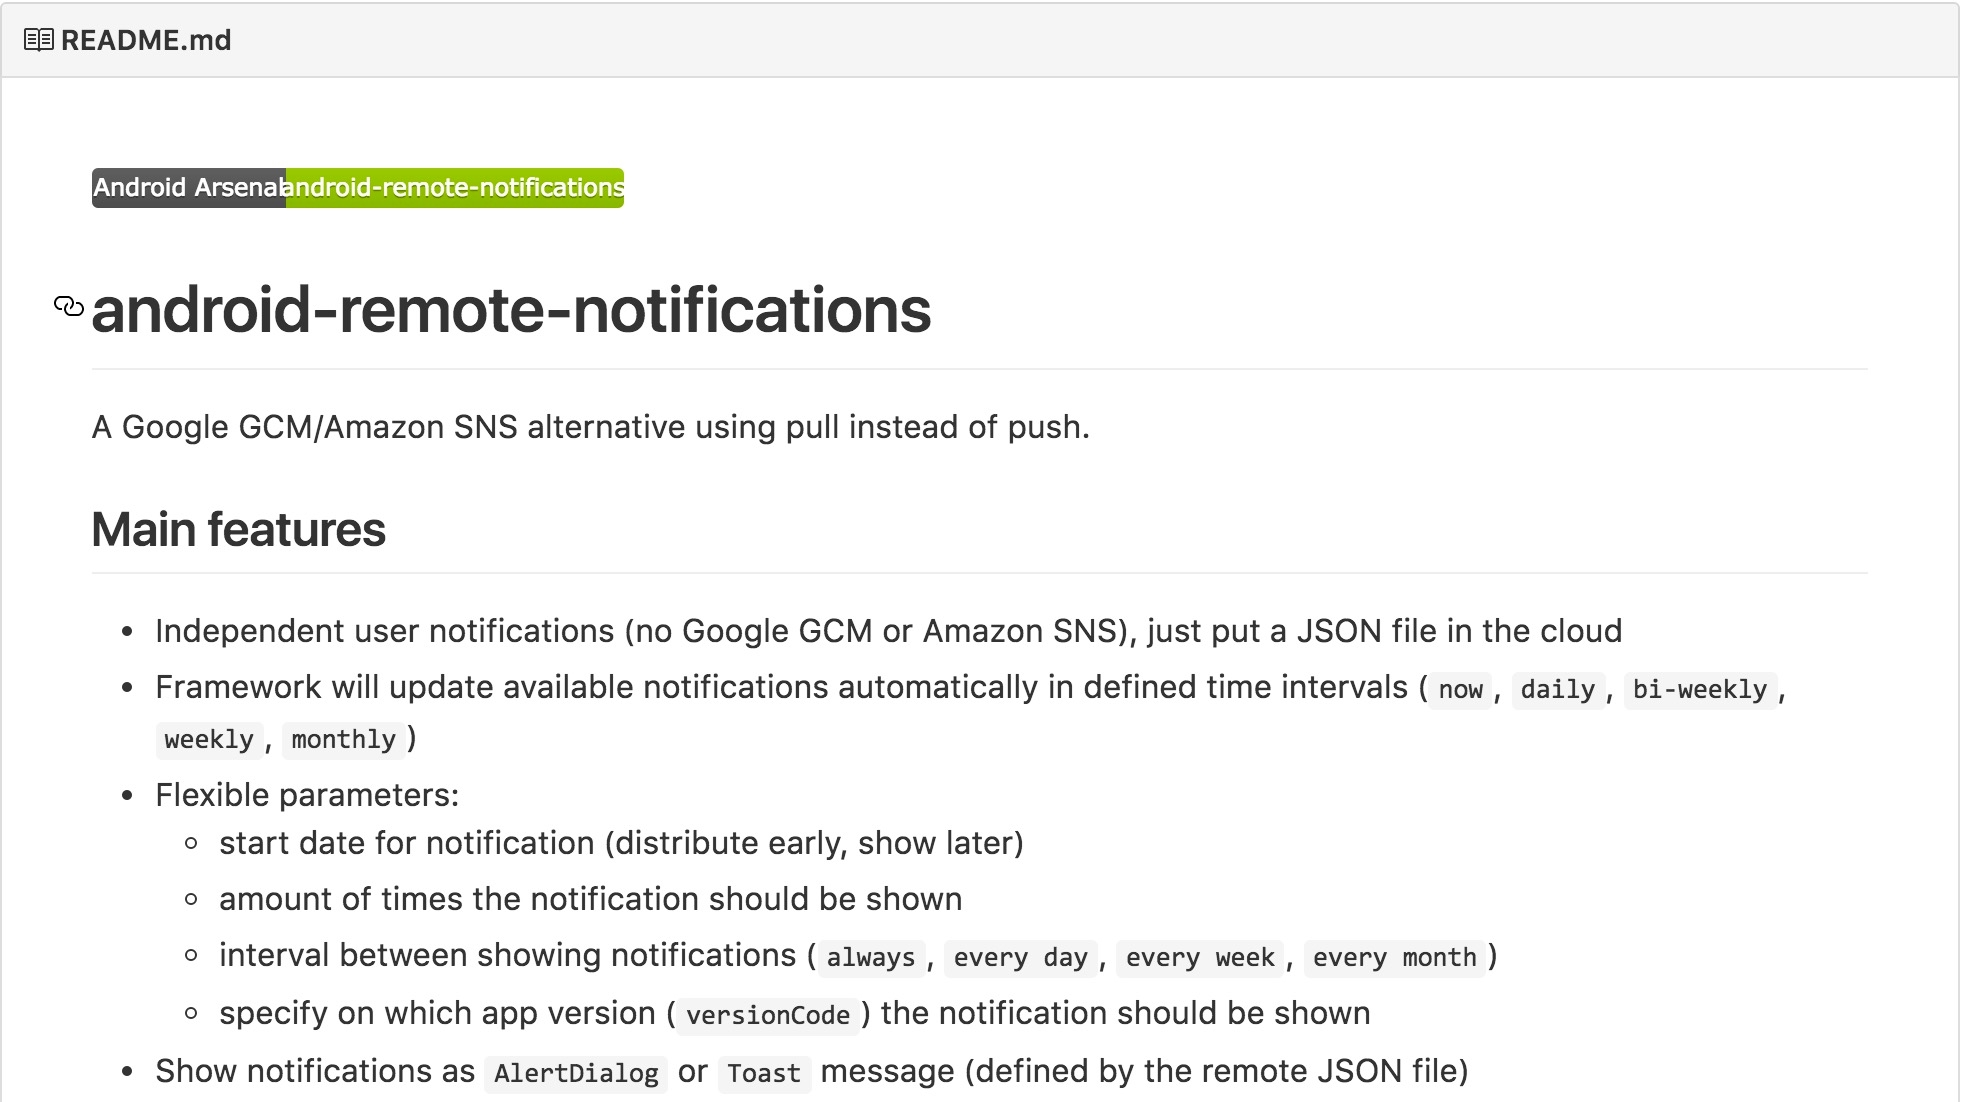 README.md
Android Arsenal android-remote-notifications
android-remote-notifications
A Google GCM/Amazon SNS alternative using pull instead of push.
Main features
• Independent user notifications (no Google GCM or Amazon SNS), just put a JSON file in the cloud
• Framework will update available notifications automatically in defined time intervals ( now , daily , bi-weekly ,
weekly , monthly )
• Flexible parameters:
◦ start date for notification (distribute early, show later)
◦ amount of times the notification should be shown
◦ interval between showing notifications ( always , every day , every week , every month )
◦ specify on which app version ( versionCode ) the notification should be shown
• Show notifications as AlertDialog or Toast message (defined by the remote JSON file)